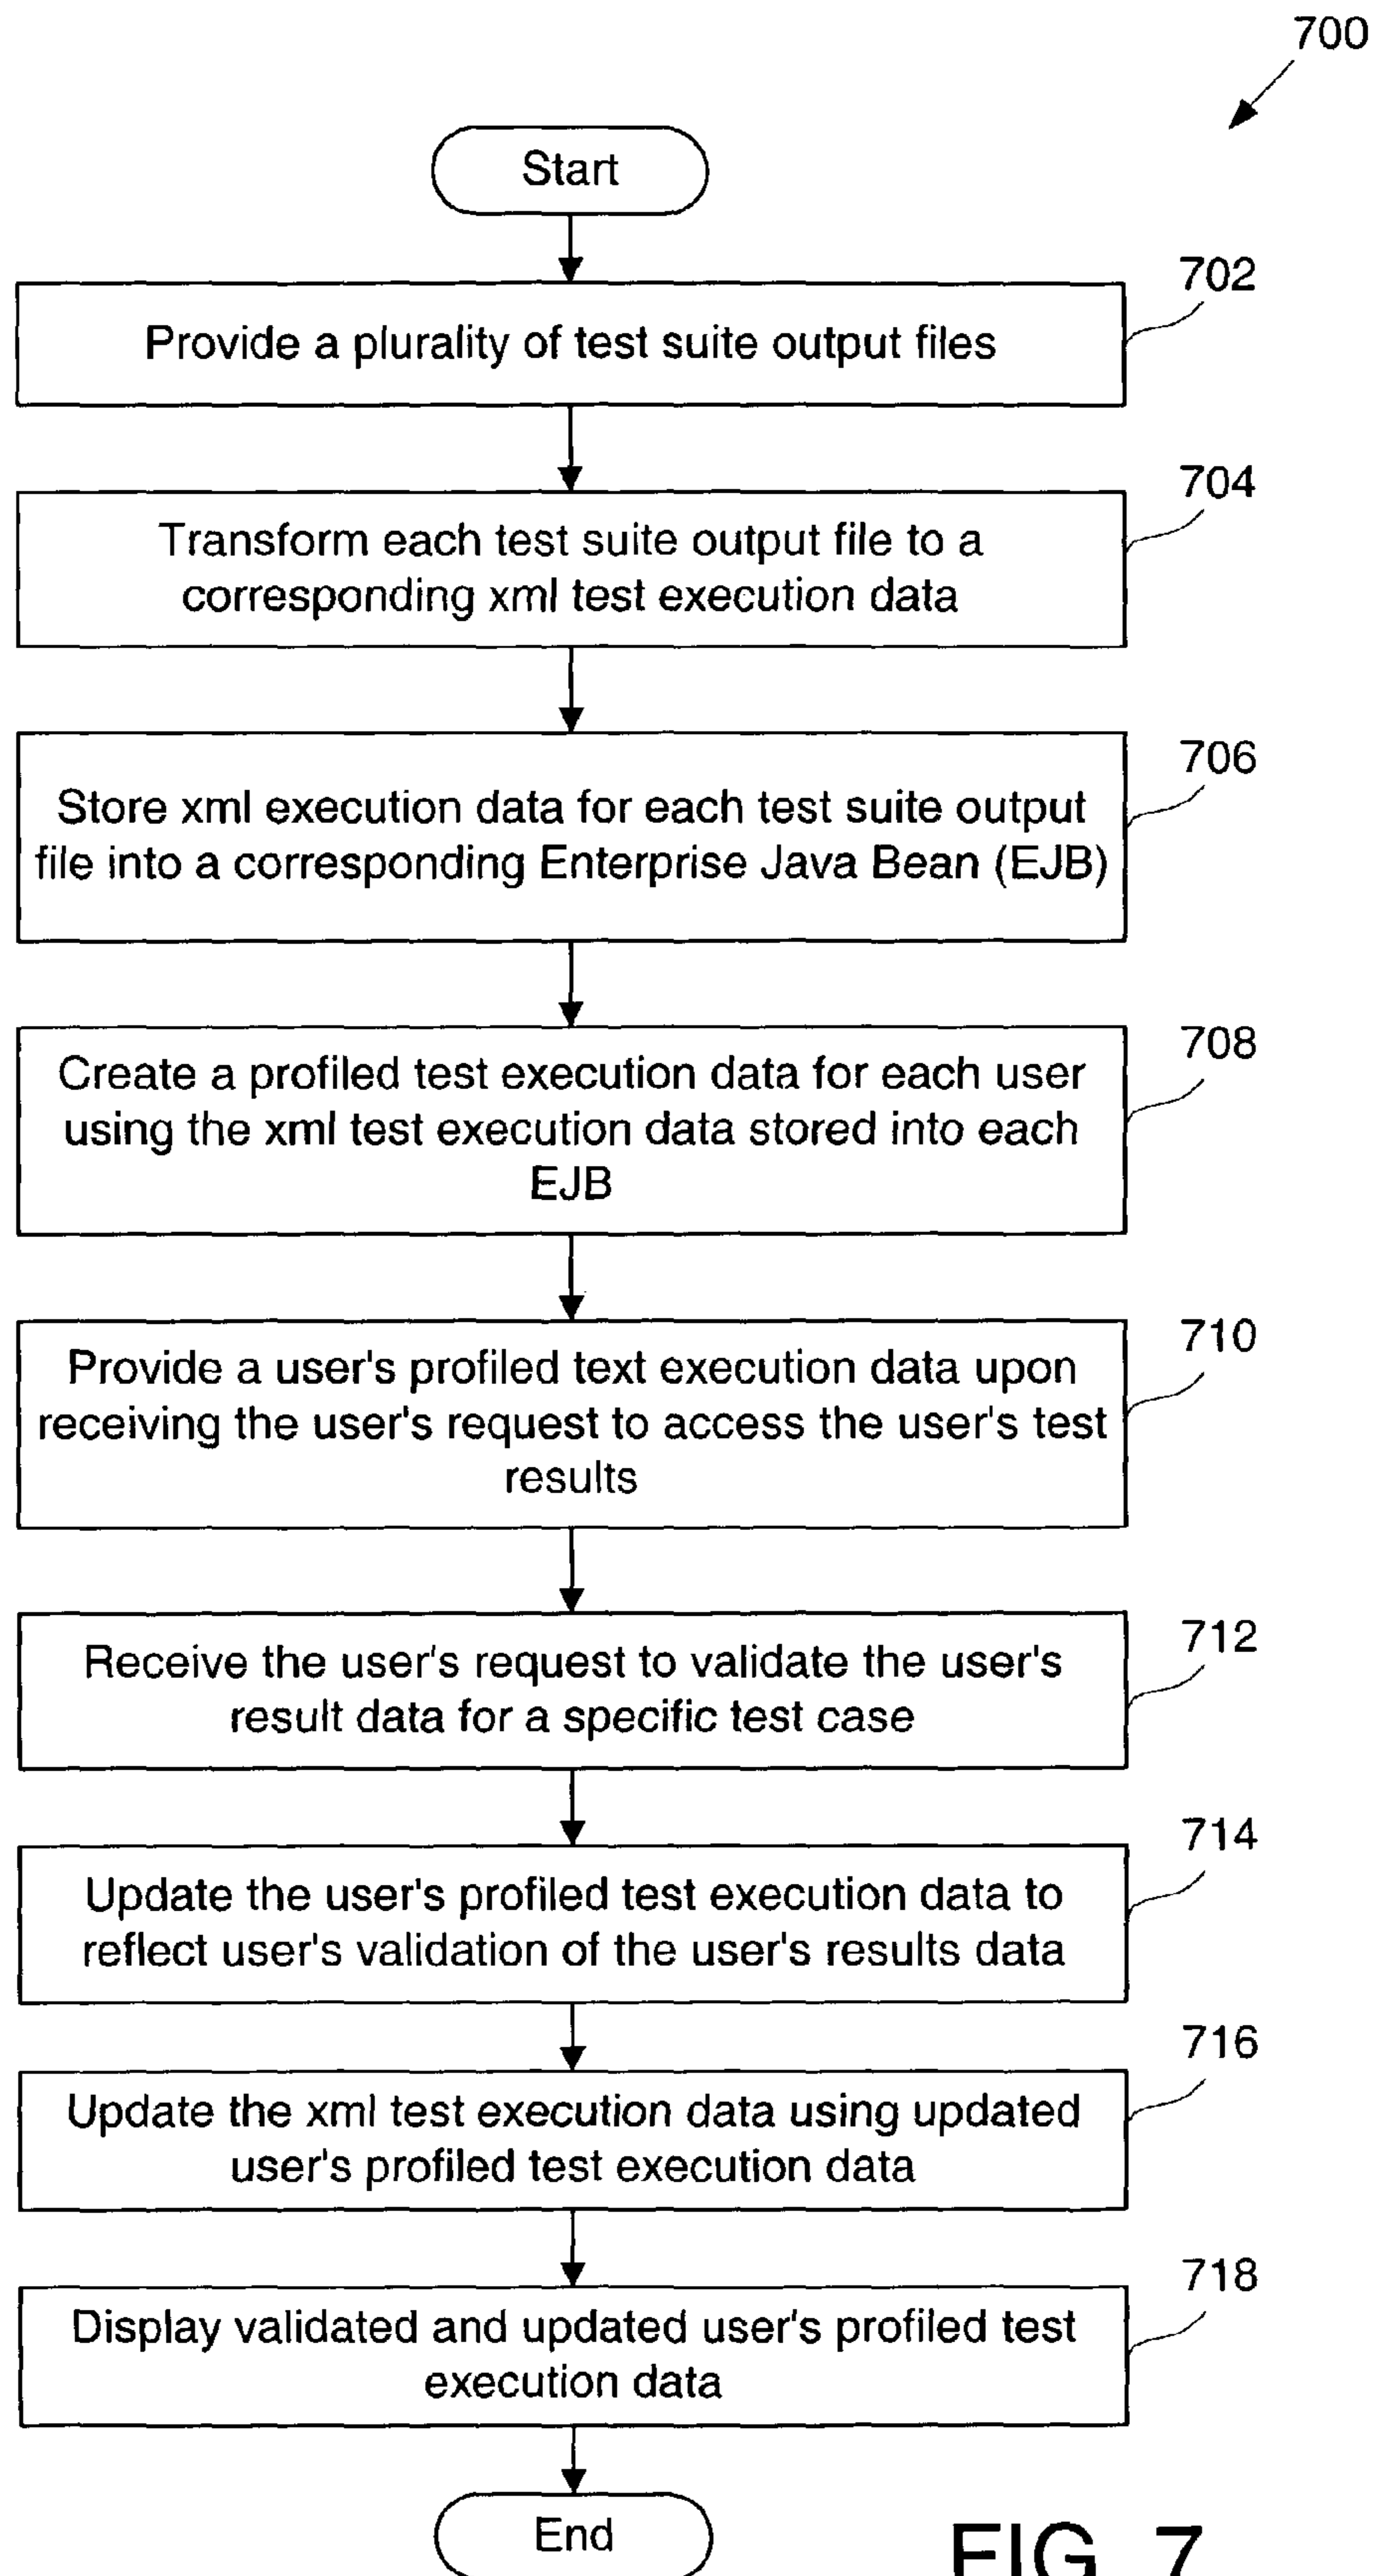 700
Start
702
Provide a plurality of test suite output files
704
Transform each test suite output file to a
corresponding xml test execution data
706
Store xml execution data for each test suite output
file into a corresponding Enterprise Java Bean (EJB)
708
Create a profiled test execution data for each user
using the xml test execution data stored into each
EJB
710
Provide a user's profiled text execution data upon
receiving the user's request to access the user's test
results
712
Receive the user's request to validate the user's
result data for a specific test case
714
Update the user's profiled test execution data to
reflect user's validation of the user's results data
716
Update the xml test execution data using updated
user's profiled test execution data
718
Display validated and updated user's profiled test
execution data
End
FIG. 7